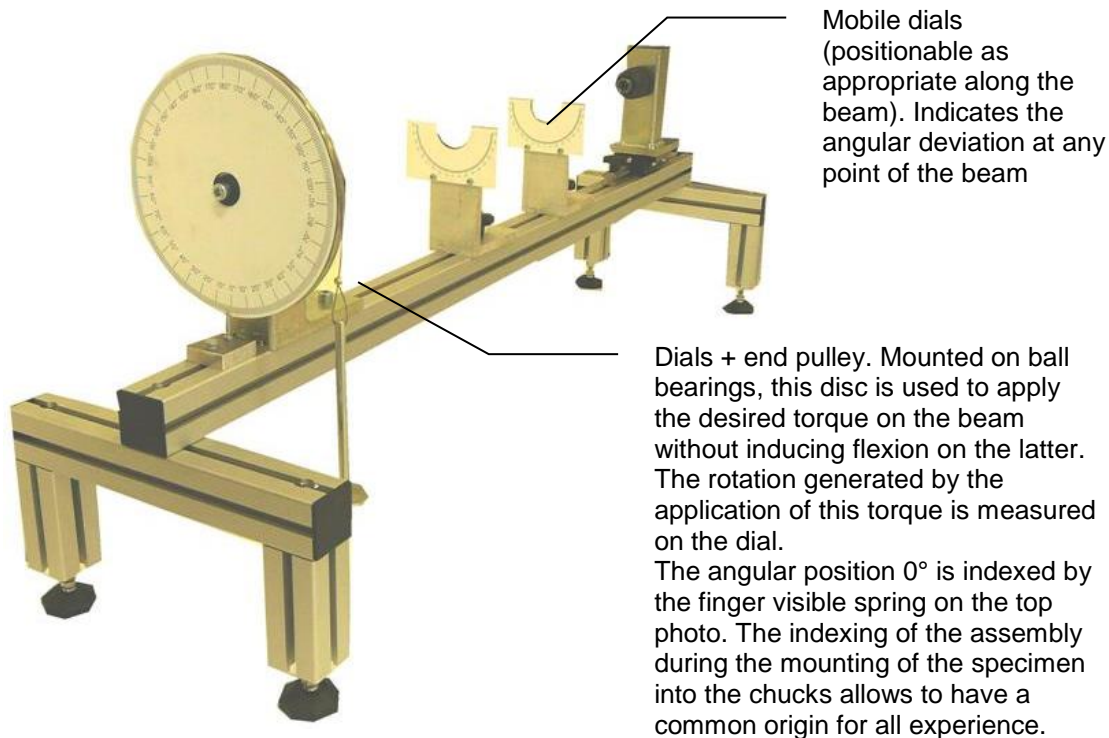 Mobile dials
(positionable as
appropriate along the
beam). Indicates the
angular deviation at any
point of the beam
Dials + end pulley. Mounted on ball
bearings, this disc is used to apply
the desired torque on the beam
without inducing flexion on the latter.
The rotation generated by the
application of this torque is measured
on the dial.
The angular position 0° is indexed by
the finger visible spring on the top
photo. The indexing of the assembly
during the mounting of the specimen
into the chucks allows to have a
common origin for all experience.